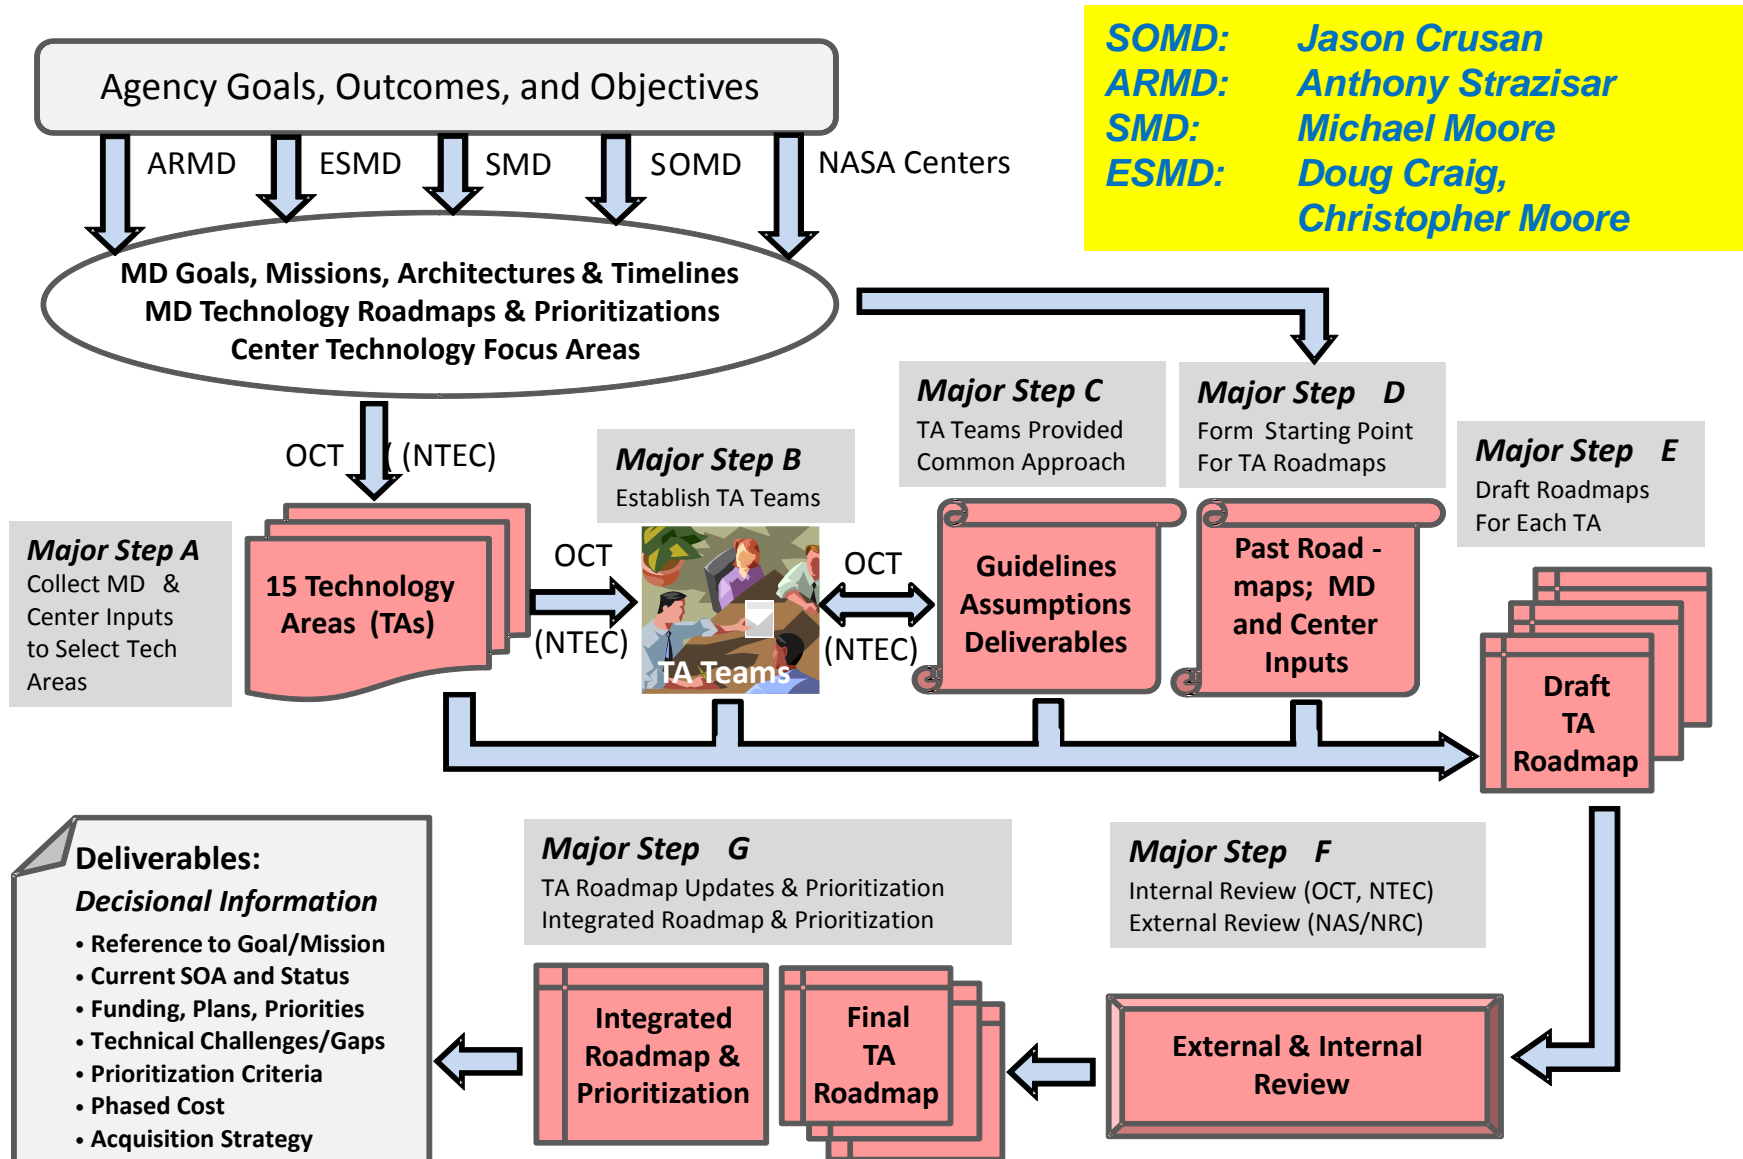 SOMD: Jason Crusan
ARMD: Anthony Strazisar
SMD: Michael Moore
ESMD: Doug Craig,
Christopher Moore
Agency Goals, Outcomes, and Objectives
ARMD
ESMD
SMD
SOMD
NASA Centers
MD Goals, Missions, Architectures & Timelines
MD Technology Roadmaps & Prioritizations
Center Technology Focus Areas
OCT ( (NTEC)
Major Step A
Collect MD &
Center Inputs
to Select Tech
Areas
15 Technology
Areas (TAs)
OCT
(NTEC)
Major Step B
Establish TA Teams
TA Teams
OCT
(NTEC)
Major Step C
TA Teams Provided
Common Approach
Guidelines
Assumptions
Deliverables
Major Step D
Form Starting Point
For TA Roadmaps
Past Road -
maps; MD
and Center
Inputs
Major Step E
Draft Roadmaps
For Each TA
Draft
TA
Roadmap
Major Step F
Internal Review (OCT, NTEC)
External Review (NAS/NRC)
External & Internal
Review
Major Step G
TA Roadmap Updates & Prioritization
Integrated Roadmap & Prioritization
Final
TA
Roadmap
Integrated
Roadmap &
Prioritization
Deliverables:
Decisional Information
• Reference to Goal/Mission
• Current SOA and Status
• Funding, Plans, Priorities
• Technical Challenges/Gaps
• Prioritization Criteria
• Phased Cost
• Acquisition Strategy